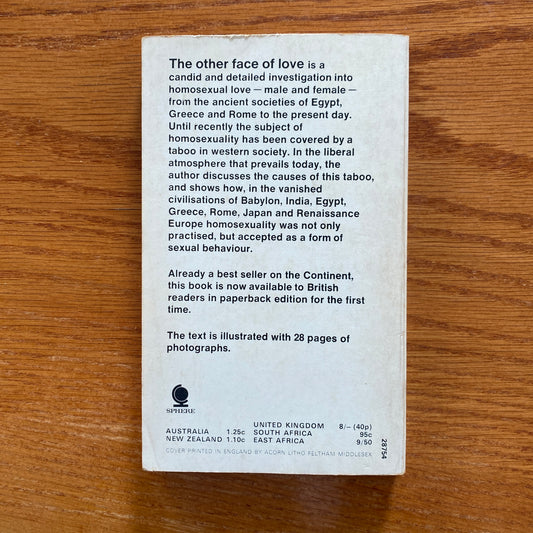 The other face of love is a
candid and detailed investigation into
homosexual love — male and female —
from the ancient societies of Egypt,
Greece and Rome to the present day.
Until recently the subject of
homosexuality has been covered by a
taboo in western society. In the liberal
atmosphere that prevails today, the
author discusses the causes of this taboo,
and shows how, in the vanished
civilisations of Babylon, India, Egypt,
Greece, Rome, Japan and Renaissance
Europe homosexuality was not only
practised, but accepted as a form of
sexual behaviour.
Already a best seller on the Continent,
this book is now available to British
readers in paperback edition for the first
time.
The text is illustrated with 28 pages of
photographs.
SPHERE
UNITED KINGDOM 8/– (40p)
AUSTRALIA 1.25c SOUTH AFRICA 95c
NEW ZEALAND 1.10c EAST AFRICA 9/50
28754
COVER PRINTED IN ENGLAND BY ACORN LITHO FELTHAM MIDDLESEX